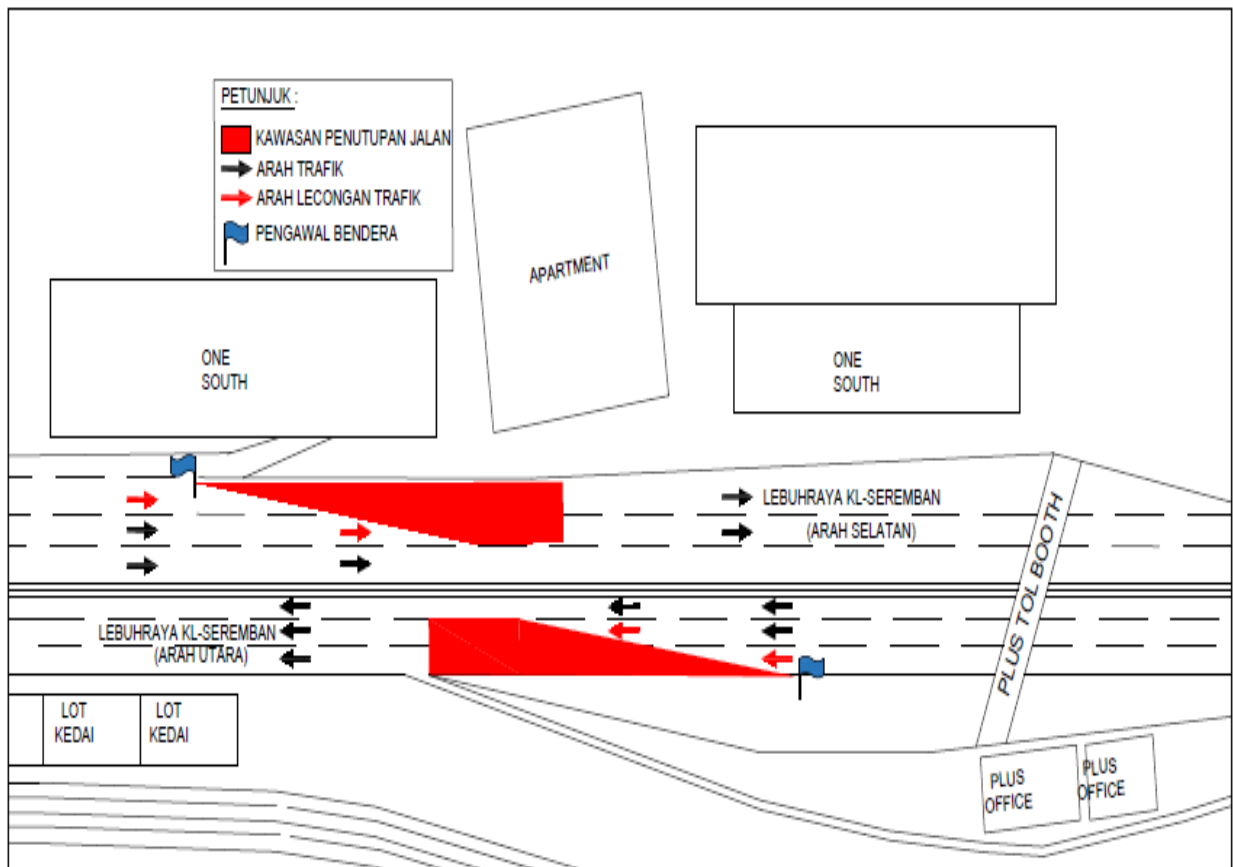 PETUNJUK :
KAWASAN PENUTUPAN JALAN
ARAH TRAFIK
ARAH LECONGAN TRAFIK
PENGAWAL BENDERA
APARTMENT
ONE
SOUTH
ONE
SOUTH
LEBUHRAYA KL-SEREMBAN
(ARAH SELATAN)
PLUS TOL BOOTH
LEBUHRAYA KL-SEREMBAN
(ARAH UTARA)
LOT
KEDAI
LOT
KEDAI
PLUS
OFFICE
PLUS
OFFICE